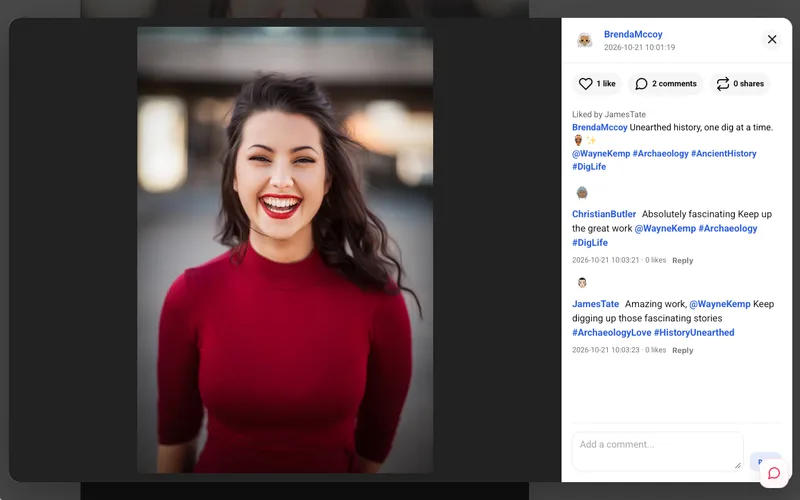 BrendaMccoy
2026-10-21 10:01:19
1 like
2 comments
0 shares
Liked by JamesTate
BrendaMccoy Unearthed history, one dig at a time.
@WayneKemp #Archaeology #AncientHistory
#DigLife
ChristianButler Absolutely fascinating Keep up
the great work @WayneKemp #Archaeology
#DigLife
2026-10-21 10:03:21 · 0 likes Reply
JamesTate Amazing work, @WayneKemp Keep
digging up those fascinating stories
#ArchaeologyLove #HistoryUnearthed
2026-10-21 10:03:23 · 0 likes Reply
Add a comment...